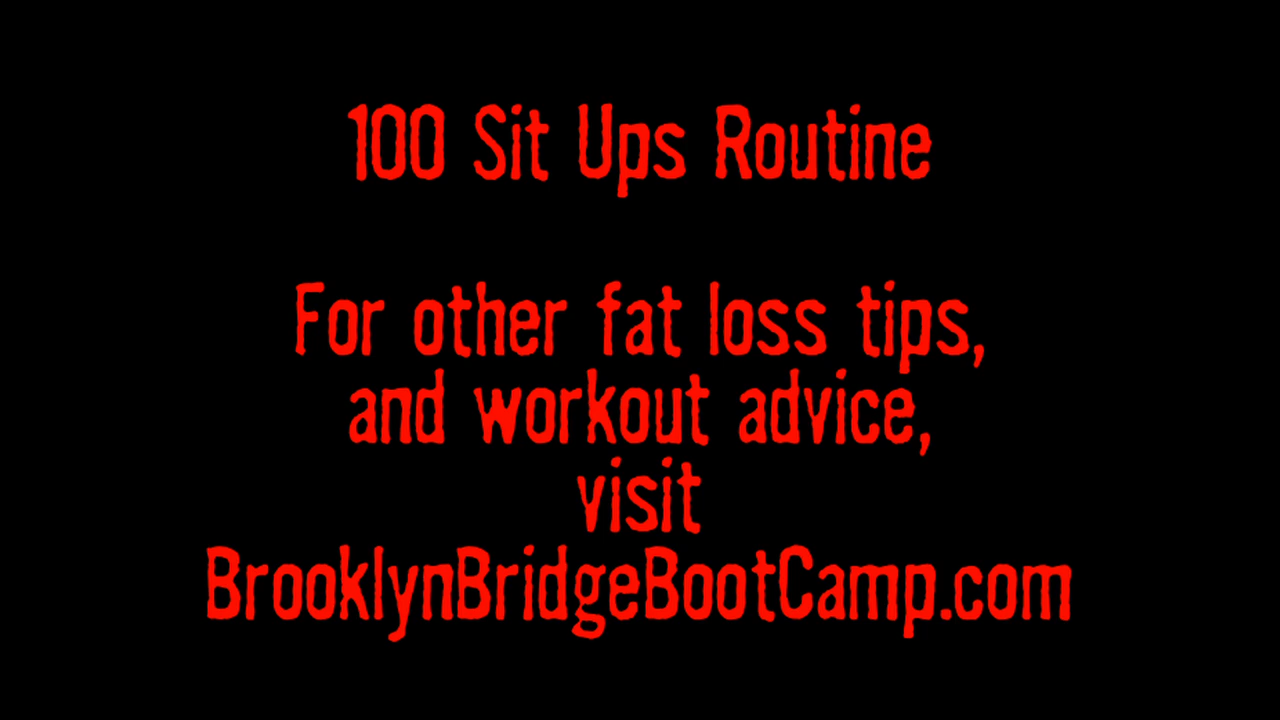 100 Sit Ups Routine
For other fat loss tips,
and workout advice,
visit
BrooklynBridgeBootCamp.com